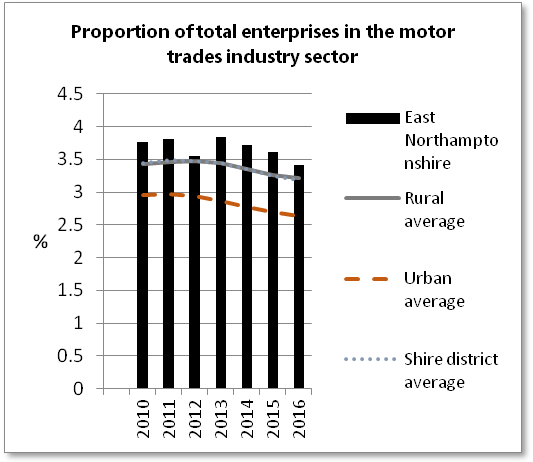 Proportion of total enterprises in the motor
trades industry sector
4.5
4
3.5
3
2.5
2
1.5
1
0.5
0
%
2010
2011
2012
2013
2014
2015
2016
East
Northampto
nshire
Rural
average
Urban
average
Shire district
average